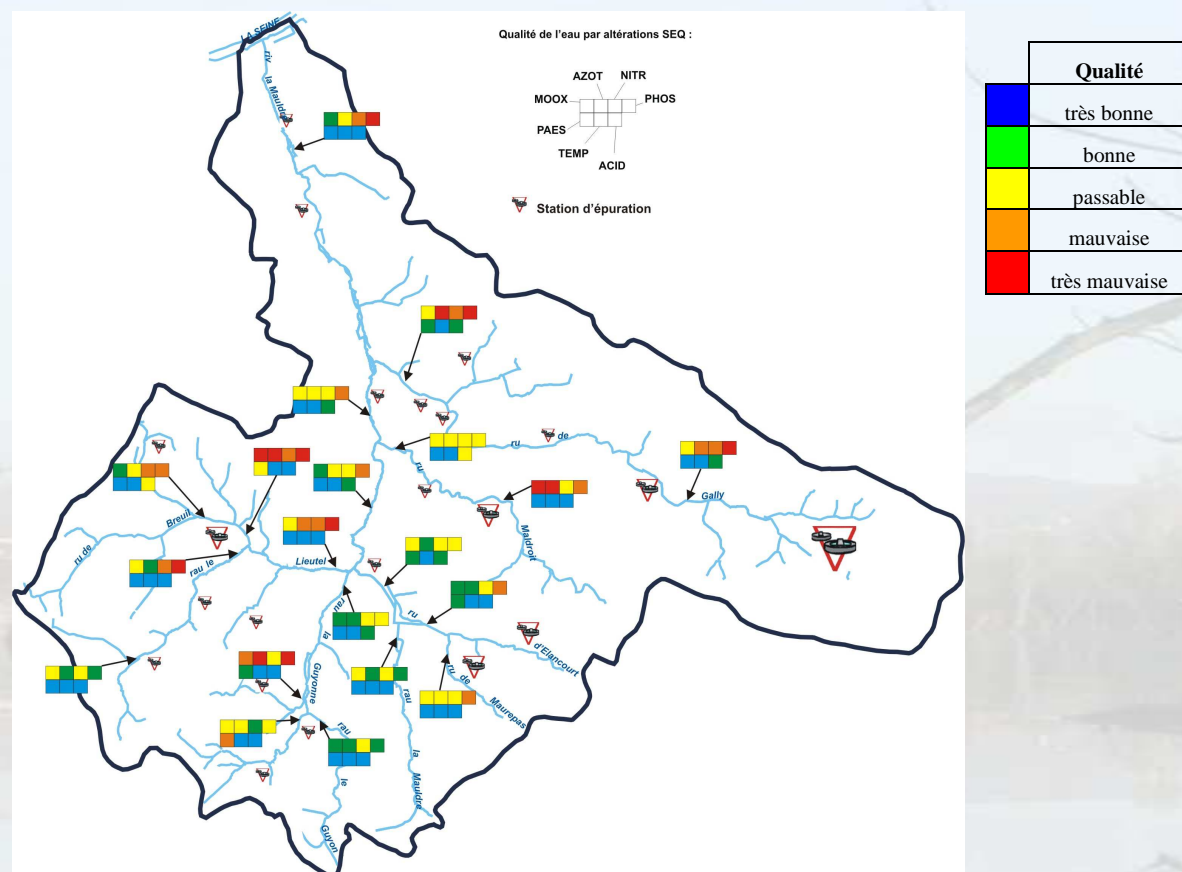 LA SEINE
Qualité de l'eau par altérations SEQ :
AZOT NITR
MOOX PHOS
PAES
TEMP
ACID
Station d'épuration
Qualité
très bonne
bonne
passable
mauvaise
très mauvaise
riv
la Mauldre
ru de
Gally
ru
Maldroit
Breuil
ru de
rau le
Lieutel
rau
la
Guyonne
ru
d'Elancourt
ru de
Maurepas
rau
la
Mauldre
rau
le
Guyon